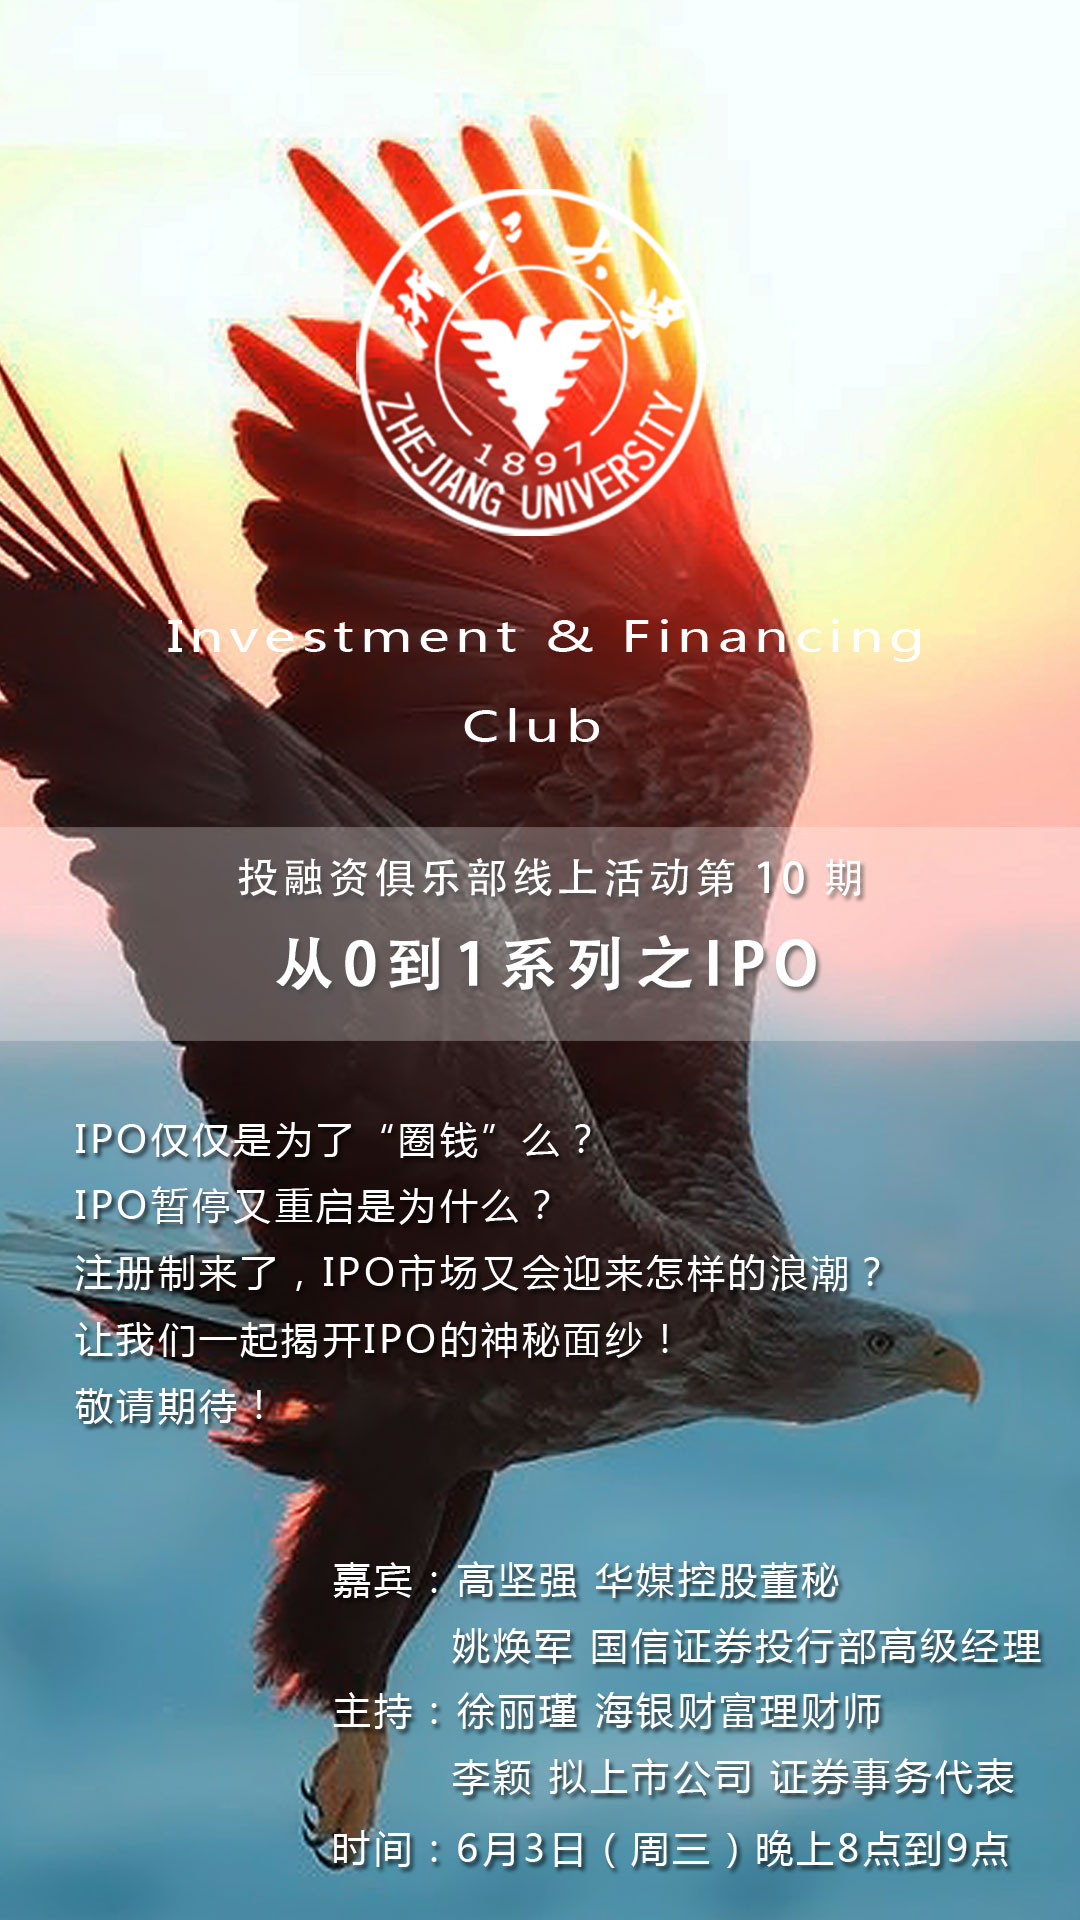 浙江大学
1897
ZHEJIANG UNIVERSITY
Investment & Financing
Club
投融资俱乐部线上活动第 10 期
从0到1系列之IPO
IPO仅仅是为了“圈钱”么？
IPO暂停又重启是为什么？
注册制来了，IPO市场又会迎来怎样的浪潮？
让我们一起揭开IPO的神秘面纱！
敬请期待！
嘉宾：高坚强 华媒控股董秘
姚焕军 国信证券投行部高级经理
主持：徐丽瑾 海银财富理财师
李颖 拟上市公司 证券事务代表
时间：6月3日（周三）晚上8点到9点